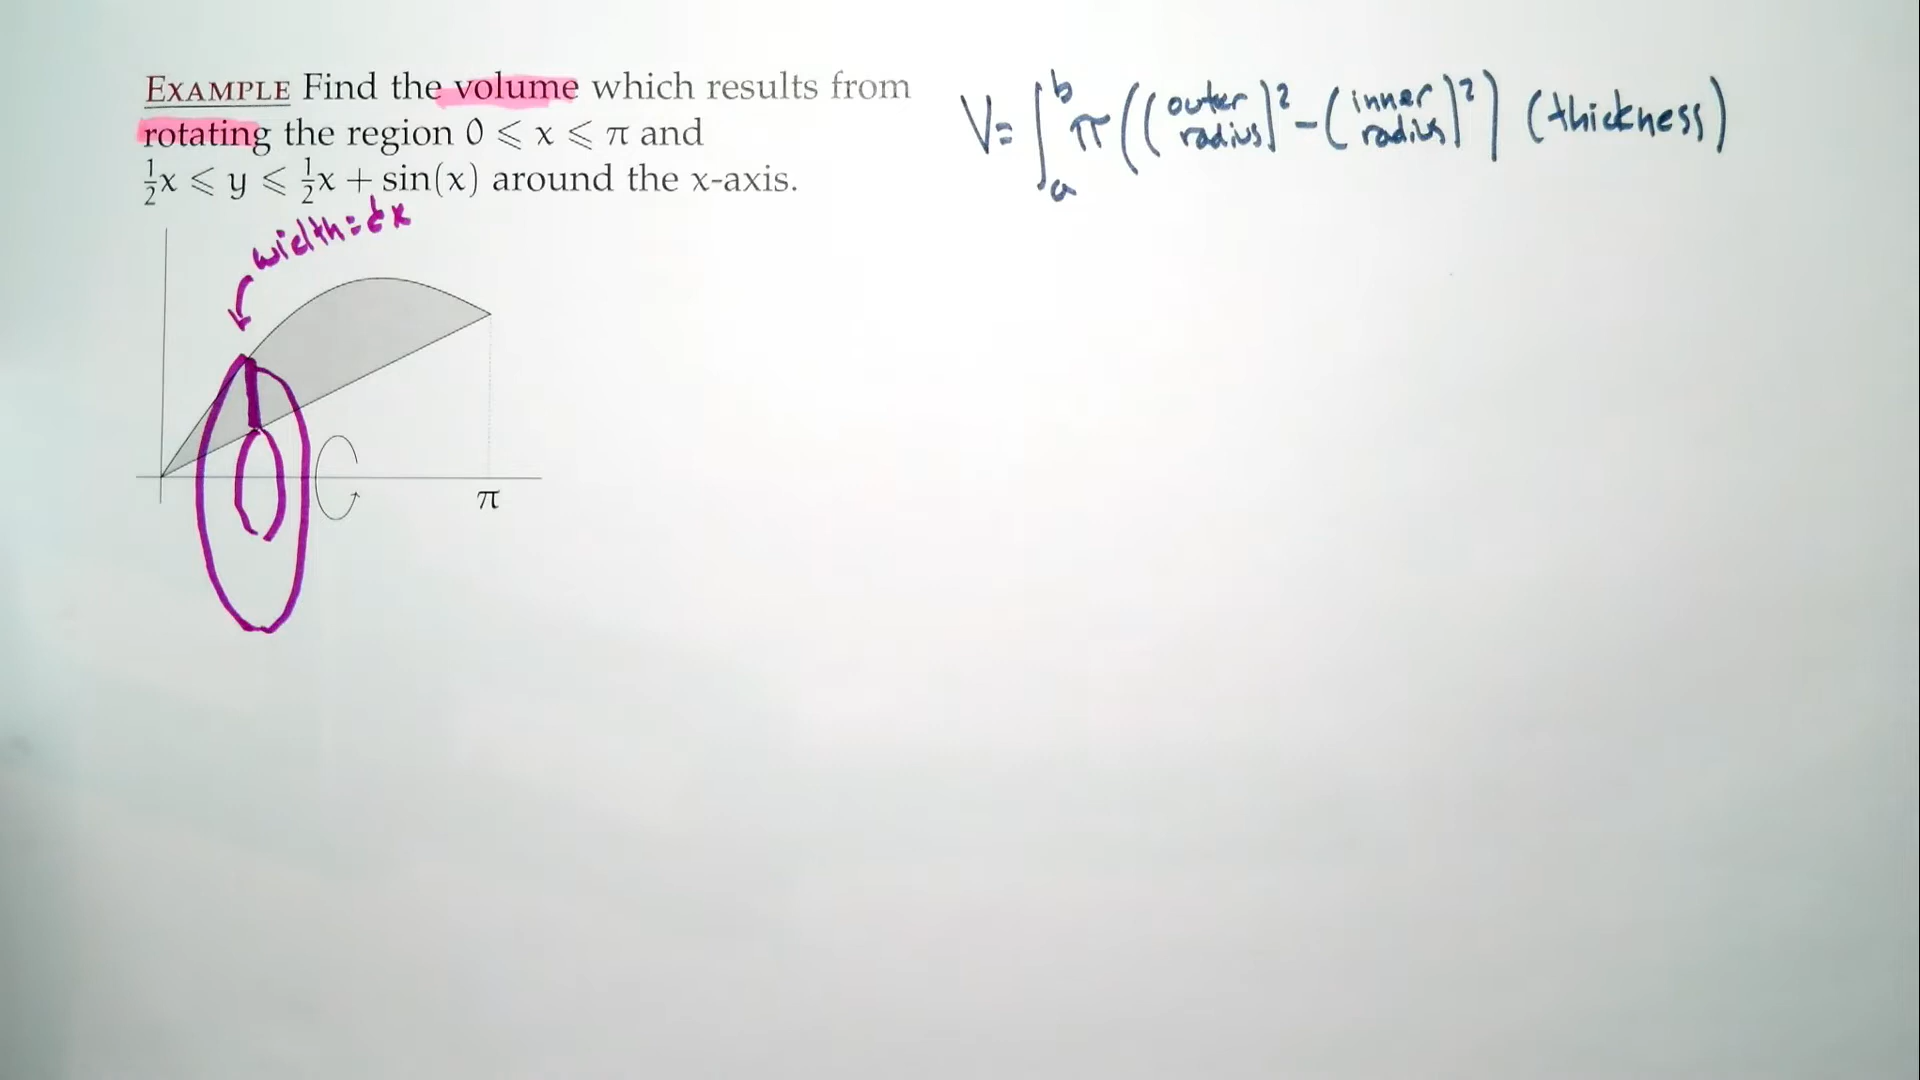 EXAMPLE Find the volume which results from
rotating the region 0 ⩽ x ⩽ π and
½x ⩽ y ⩽ ½x + sin(x) around the x-axis.
V = ∫ₐᵇ π((outer radius)² - (inner radius)²) (thickness)
width = dx
π